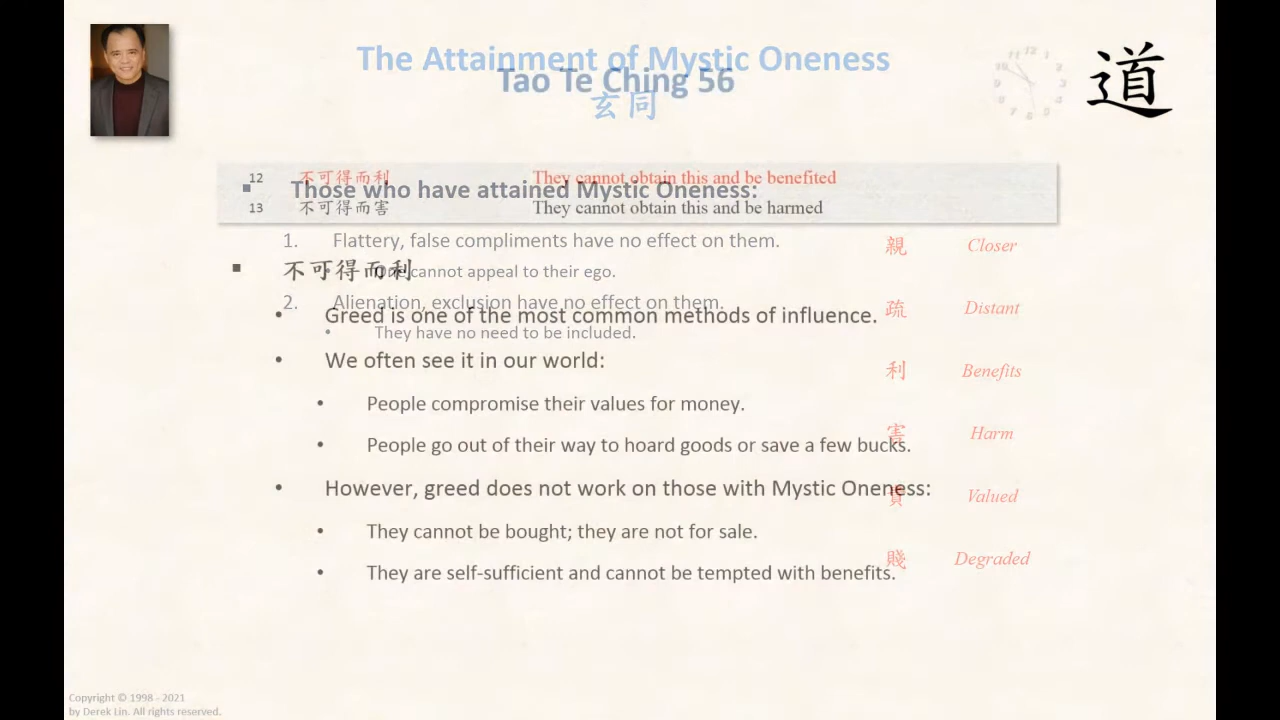 The Attainment of Mystic Oneness
Tao Te Ching 56
玄同
道
12 不可得而利 They cannot obtain this and be benefited
Those who have attained Mystic Oneness:
13 不可得而害 They cannot obtain this and be harmed
1. Flattery, false compliments have no effect on them.
親 Closer
不可得而利
cannot appeal to their ego.
2. Alienation, exclusion have no effect on them.
疏 Distant
Greed is one of the most common methods of influence.
They have no need to be included.
We often see it in our world:
利 Benefits
People compromise their values for money.
害 Harm
People go out of their way to hoard goods or save a few bucks.
However, greed does not work on those with Mystic Oneness:
貴 Valued
They cannot be bought; they are not for sale.
賤 Degraded
They are self-sufficient and cannot be tempted with benefits.
Copyright © 1998 - 2021
by Derek Lin. All rights reserved.